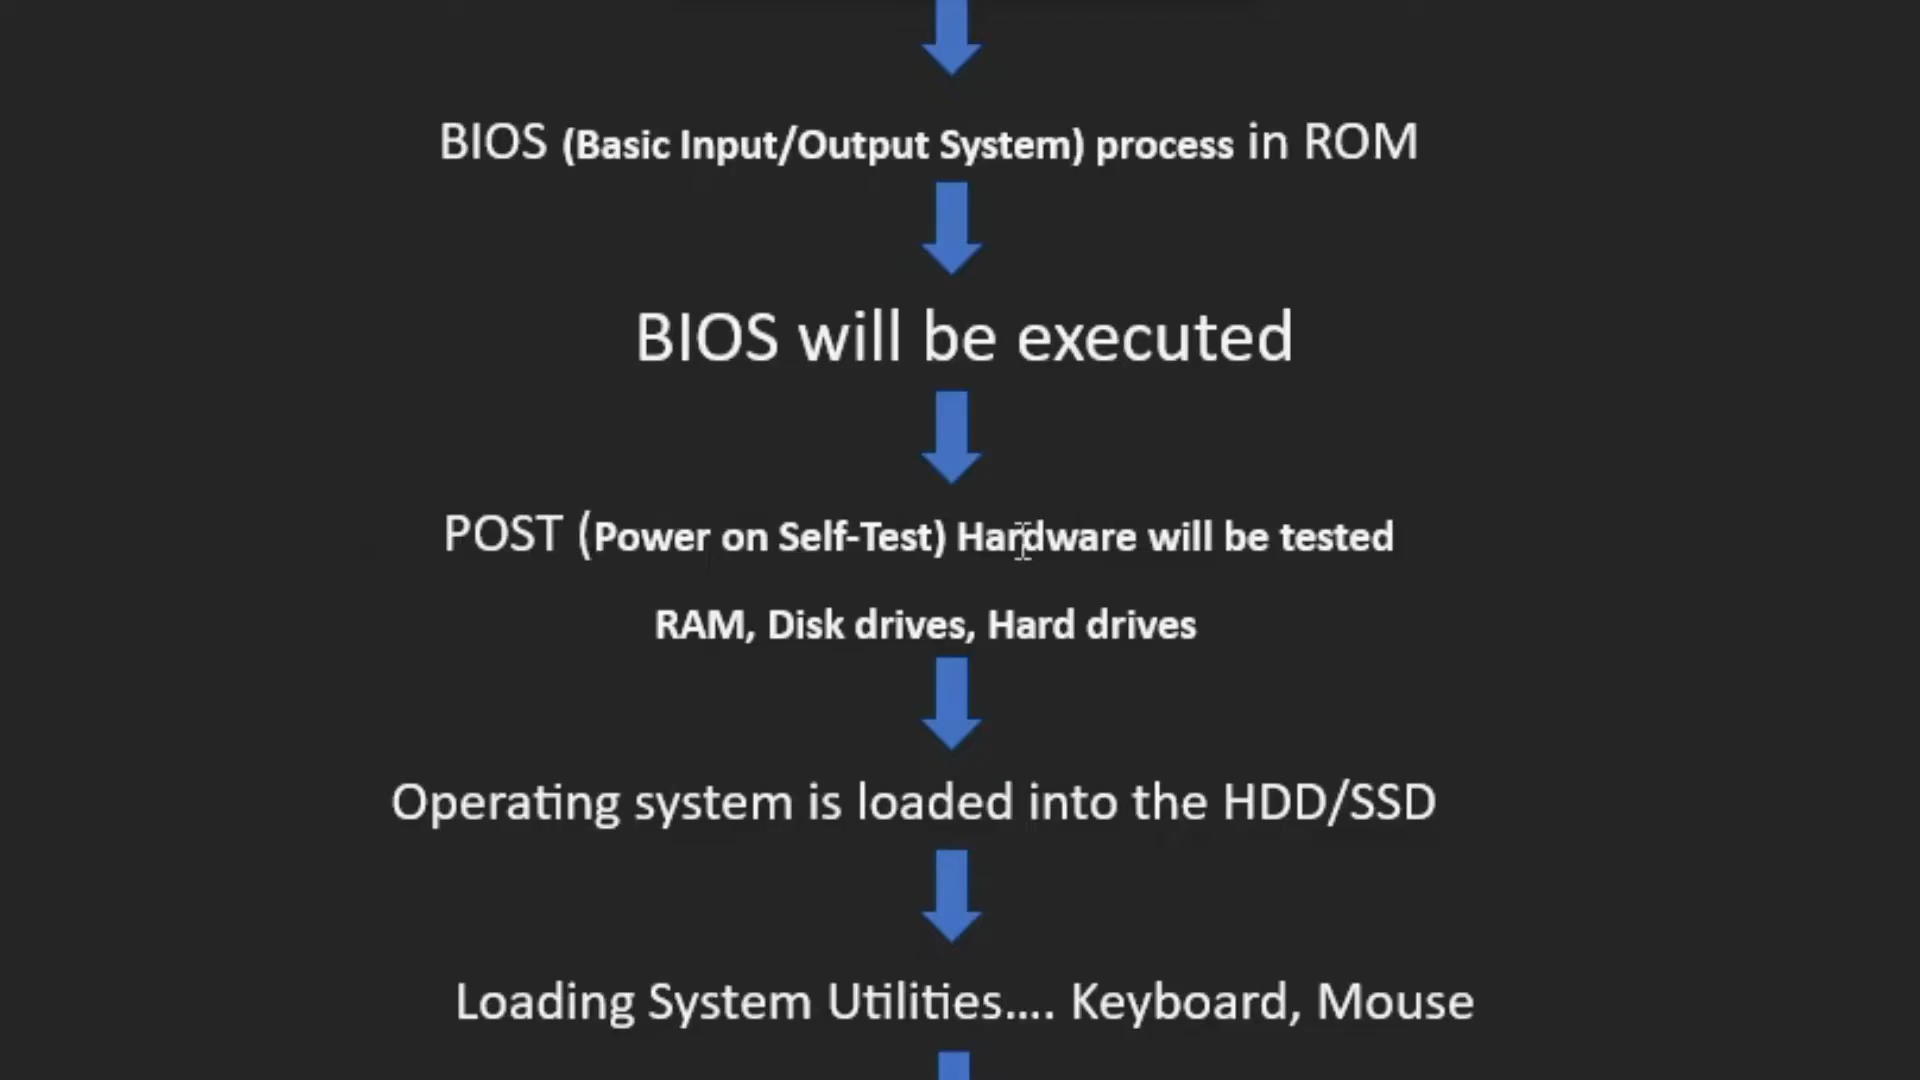 BIOS (Basic Input/Output System) process in ROM
BIOS will be executed
POST (Power on Self-Test) Hardware will be tested
RAM, Disk drives, Hard drives
Operating system is loaded into the HDD/SSD
Loading System Utilities.... Keyboard, Mouse